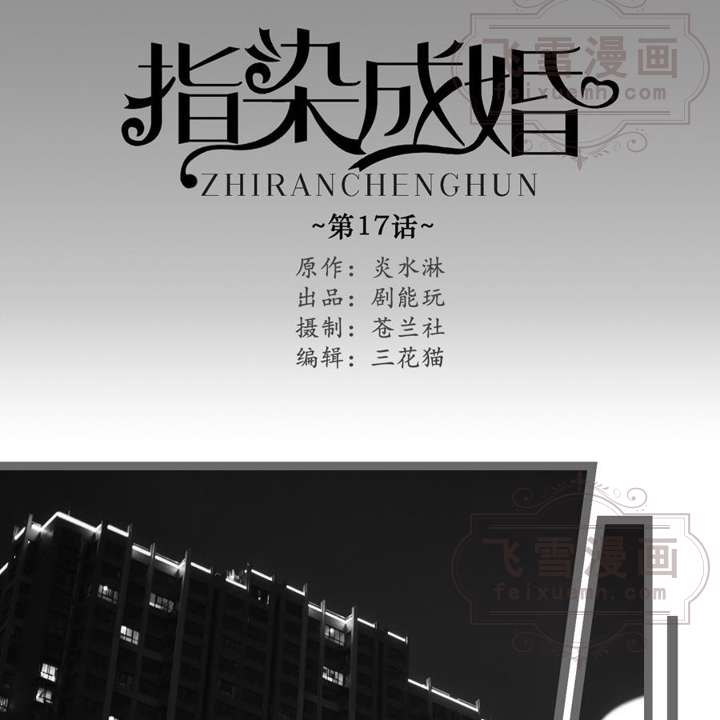 飞雪漫画
feixuemh.com
指染成婚
ZHIRANCHENGHUN
~第17话~
原作：炎水淋
出品：剧能玩
摄制：苍兰社
编辑：三花猫
飞雪漫画
feixuemh.com